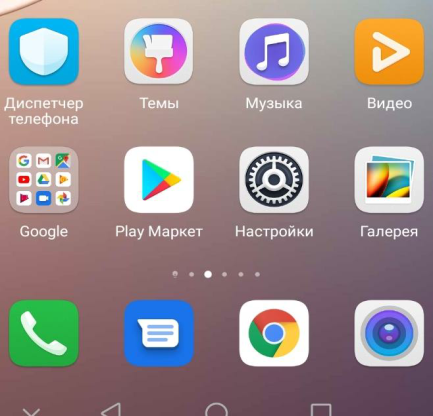 Диспетчер
телефона
Темы
Музыка
Видео
Google
Play Маркет
Настройки
Галерея